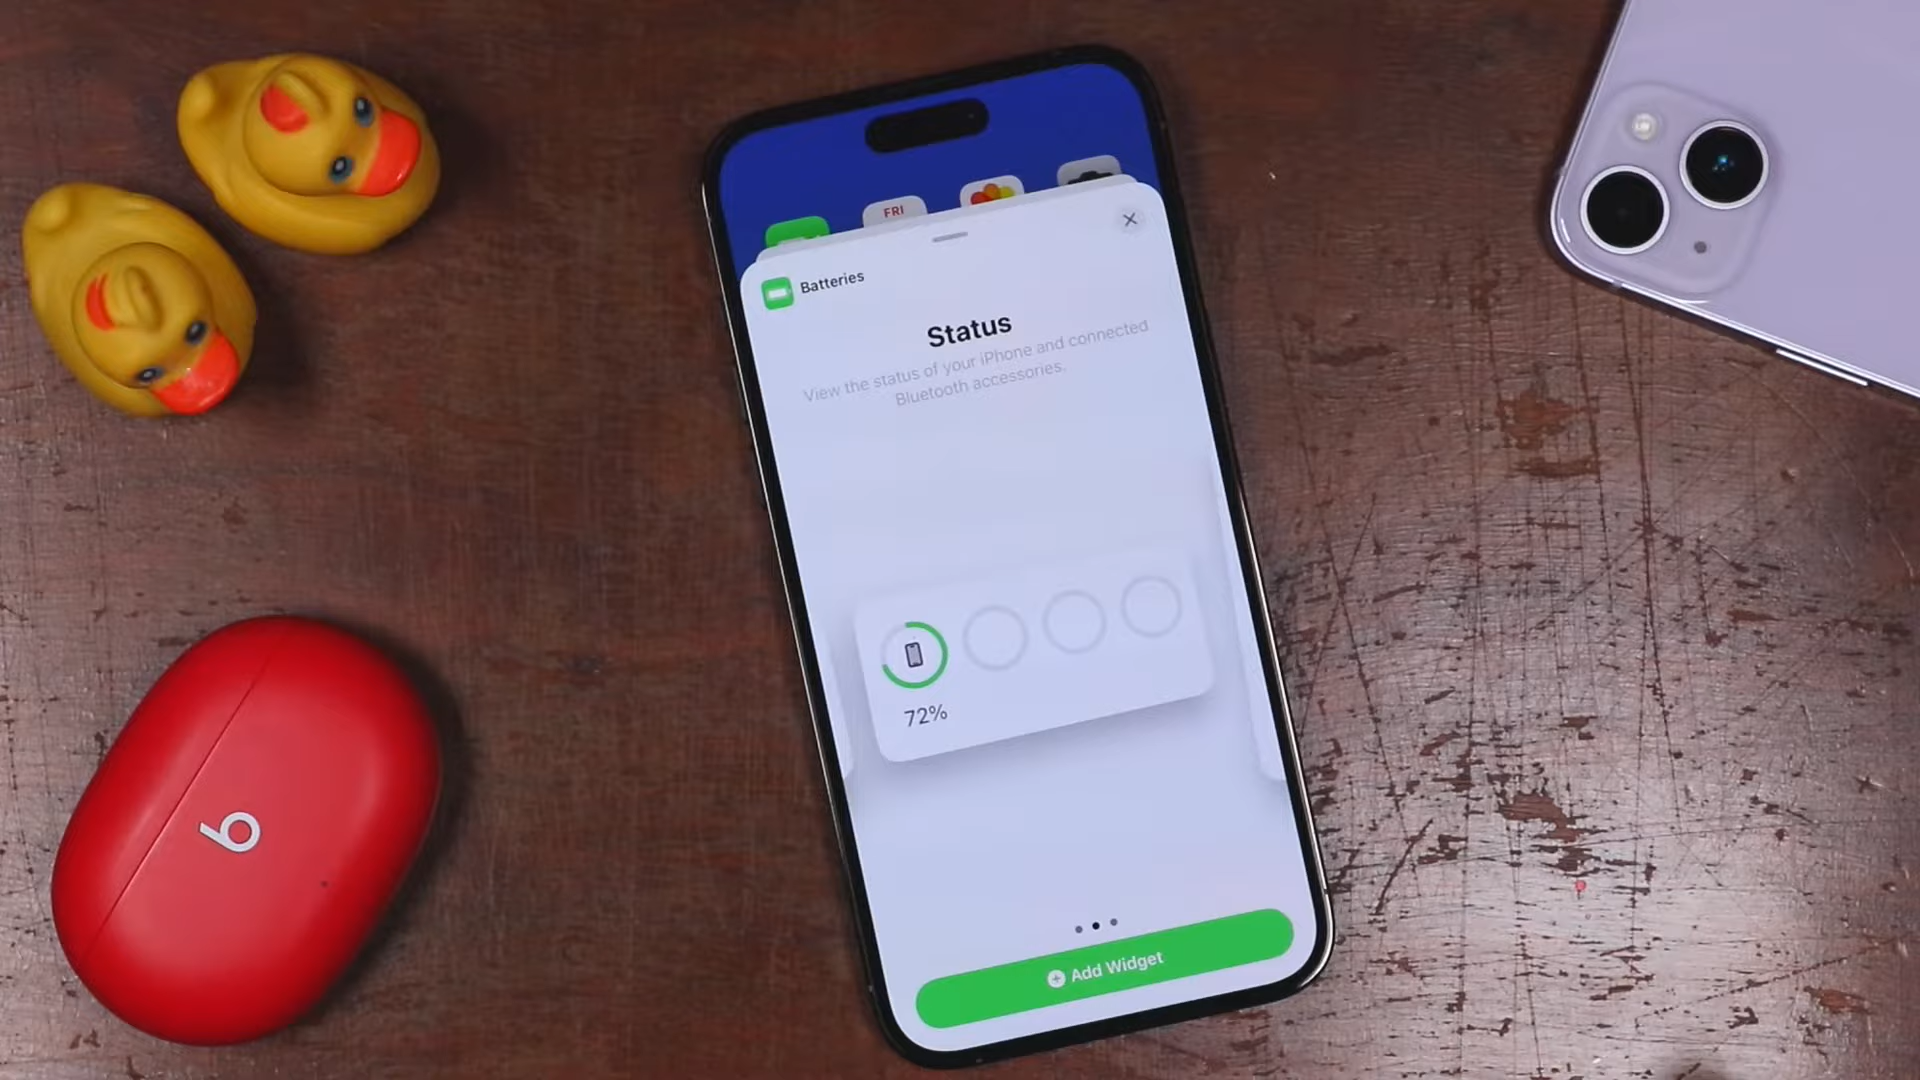 FRI
Batteries
Status
View the status of your iPhone and connected
Bluetooth accessories.
72%
Add Widget